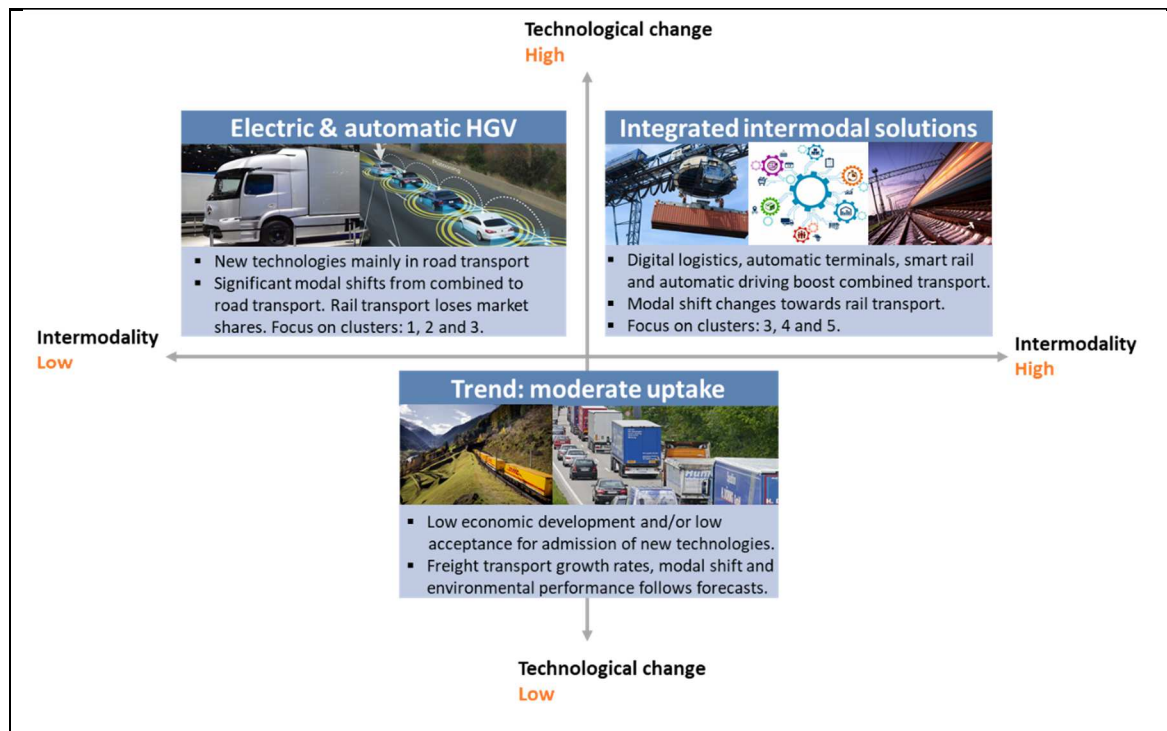 Technological change
High
Electric & automatic HGV
▪ New technologies mainly in road transport
▪ Significant modal shifts from combined to
road transport. Rail transport loses market
shares. Focus on clusters: 1, 2 and 3.
Integrated intermodal solutions
▪ Digital logistics, automatic terminals, smart rail
and automatic driving boost combined transport.
▪ Modal shift changes towards rail transport.
▪ Focus on clusters: 3, 4 and 5.
Intermodality
Low
Intermodality
High
Trend: moderate uptake
▪ Low economic development and/or low
acceptance for admission of new technologies.
▪ Freight transport growth rates, modal shift and
environmental performance follows forecasts.
Technological change
Low